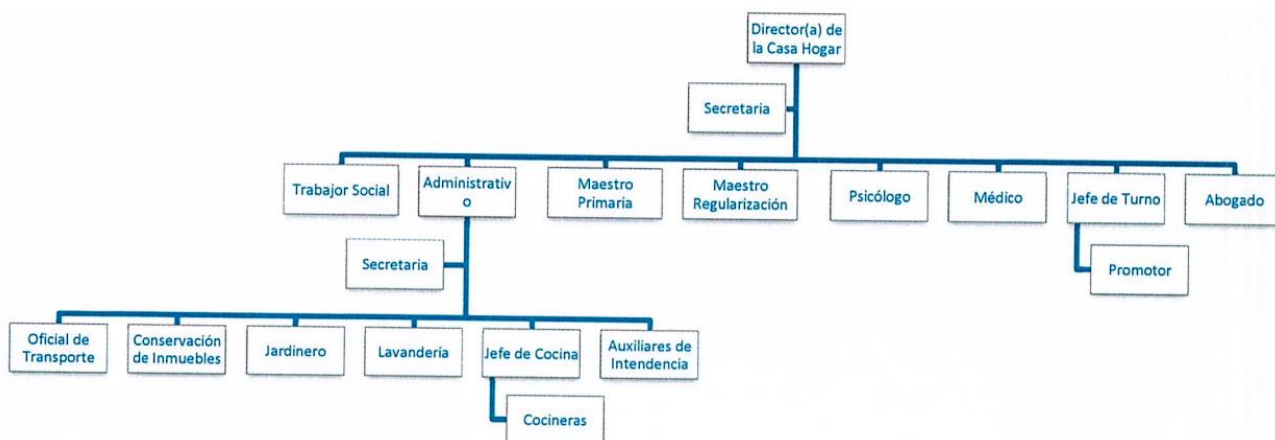 Director(a) de
la Casa Hogar
Secretaria
Trabajor Social
Administrativ
o
Maestro
Primaria
Maestro
Regularización
Psicólogo
Médico
Jefe de Turno
Abogado
Secretaria
Promotor
Oficial de
Transporte
Conservación
de Inmuebles
Jardinero
Lavandería
Jefe de Cocina
Auxiliares de
Intendencia
Cocineras